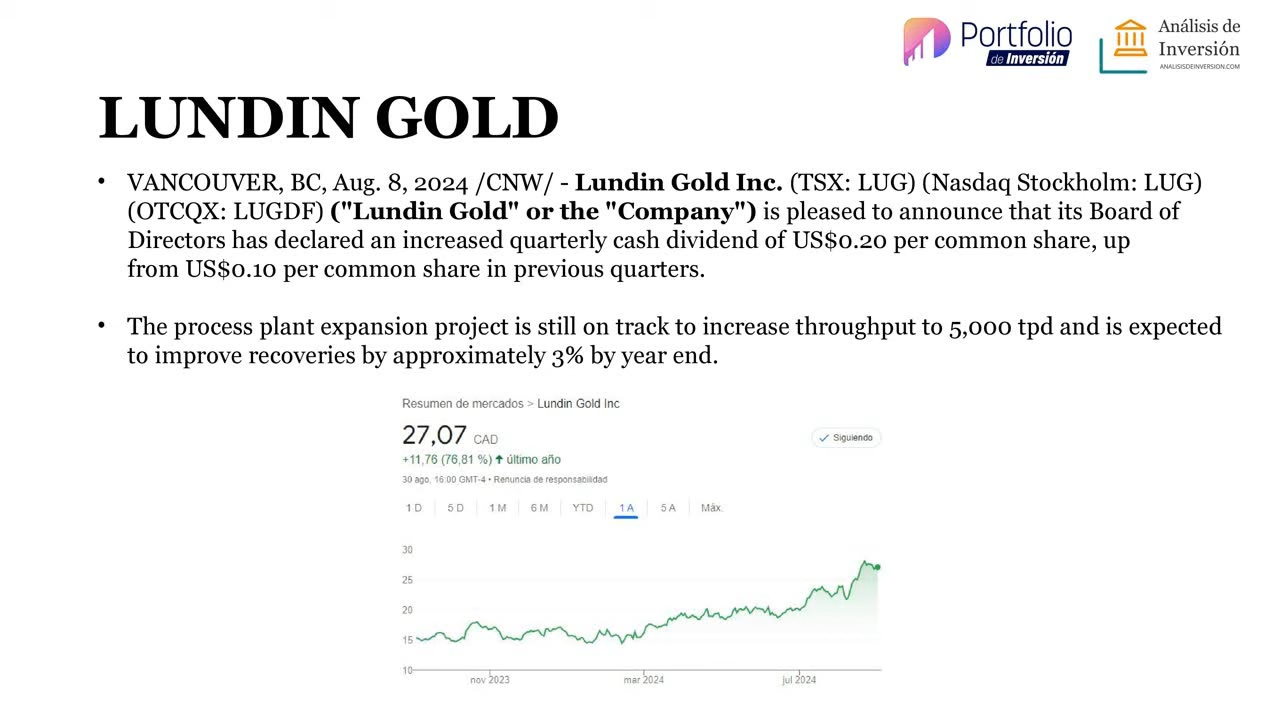 Portfolio
de Inversión
Análisis de
Inversión
ANALISISDEINVERSION.COM
LUNDIN GOLD
• VANCOUVER, BC, Aug. 8, 2024 /CNW/ - Lundin Gold Inc. (TSX: LUG) (Nasdaq Stockholm: LUG)
(OTCQX: LUGDF) ("Lundin Gold" or the "Company") is pleased to announce that its Board of
Directors has declared an increased quarterly cash dividend of US$0.20 per common share, up
from US$0.10 per common share in previous quarters.
• The process plant expansion project is still on track to increase throughput to 5,000 tpd and is expected
to improve recoveries by approximately 3% by year end.
Resumen de mercados > Lundin Gold Inc
27,07 CAD
Siguiendo
+11,76 (76,81 %) ↑ último año
30 ago, 16:00 GMT-4 • Renuncia de responsabilidad
1 D 5 D 1 M 6 M YTD 1 A 5 A Máx.
30
25
20
15
10
nov 2023 mar 2024 jul 2024